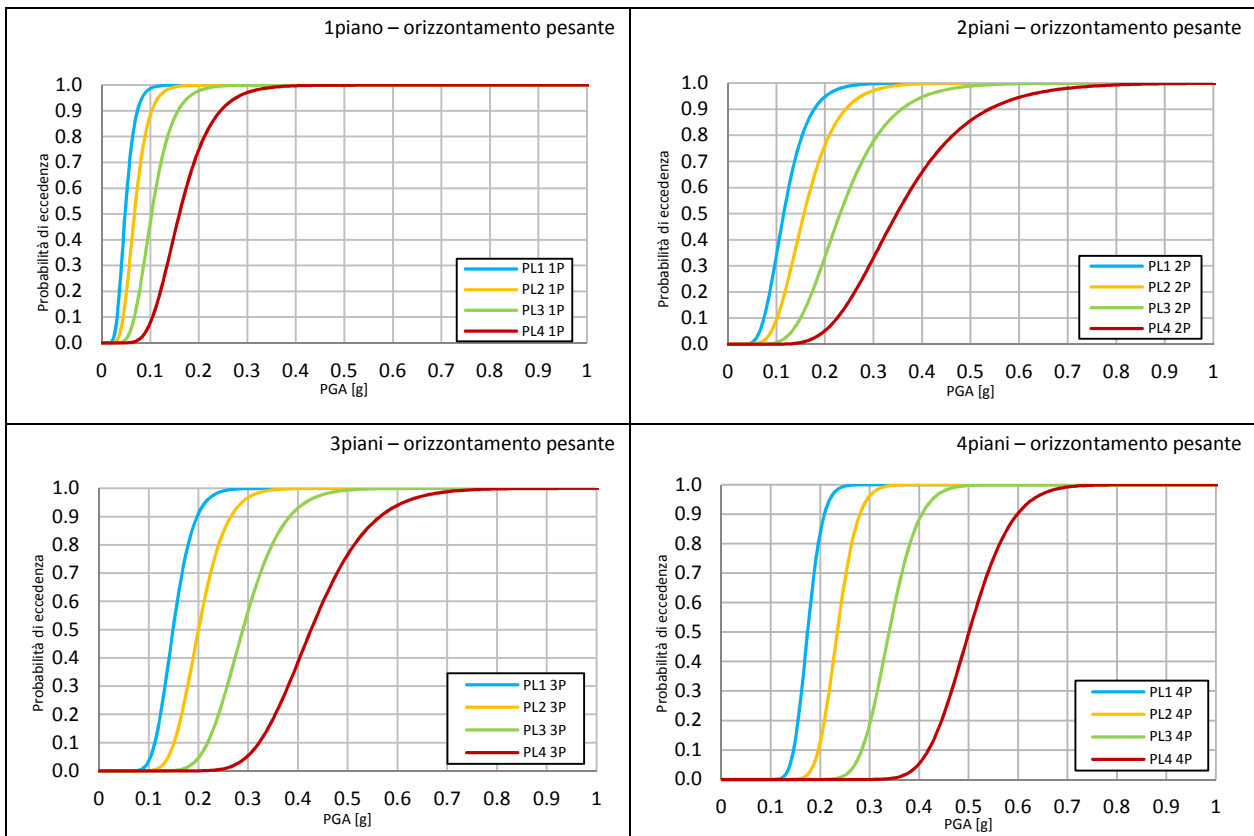 1piano – orizzontamento pesante
Probabilità di eccedenza
1.0
0.9
0.8
0.7
0.6
0.5
0.4
0.3
0.2
0.1
0.0
PL1 1P
PL2 1P
PL3 1P
PL4 1P
0 0.1 0.2 0.3 0.4 0.5 0.6 0.7 0.8 0.9 1
PGA [g]
2piani – orizzontamento pesante
Probabilità di eccedenza
1.0
0.9
0.8
0.7
0.6
0.5
0.4
0.3
0.2
0.1
0.0
PL1 2P
PL2 2P
PL3 2P
PL4 2P
0 0.1 0.2 0.3 0.4 0.5 0.6 0.7 0.8 0.9 1
PGA [g]
3piani – orizzontamento pesante
Probabilità di eccedenza
1.0
0.9
0.8
0.7
0.6
0.5
0.4
0.3
0.2
0.1
0.0
PL1 3P
PL2 3P
PL3 3P
PL4 3P
0 0.1 0.2 0.3 0.4 0.5 0.6 0.7 0.8 0.9 1
PGA [g]
4piani – orizzontamento pesante
Probabilità di eccedenza
1.0
0.9
0.8
0.7
0.6
0.5
0.4
0.3
0.2
0.1
0.0
PL1 4P
PL2 4P
PL3 4P
PL4 4P
0 0.1 0.2 0.3 0.4 0.5 0.6 0.7 0.8 0.9 1
PGA [g]